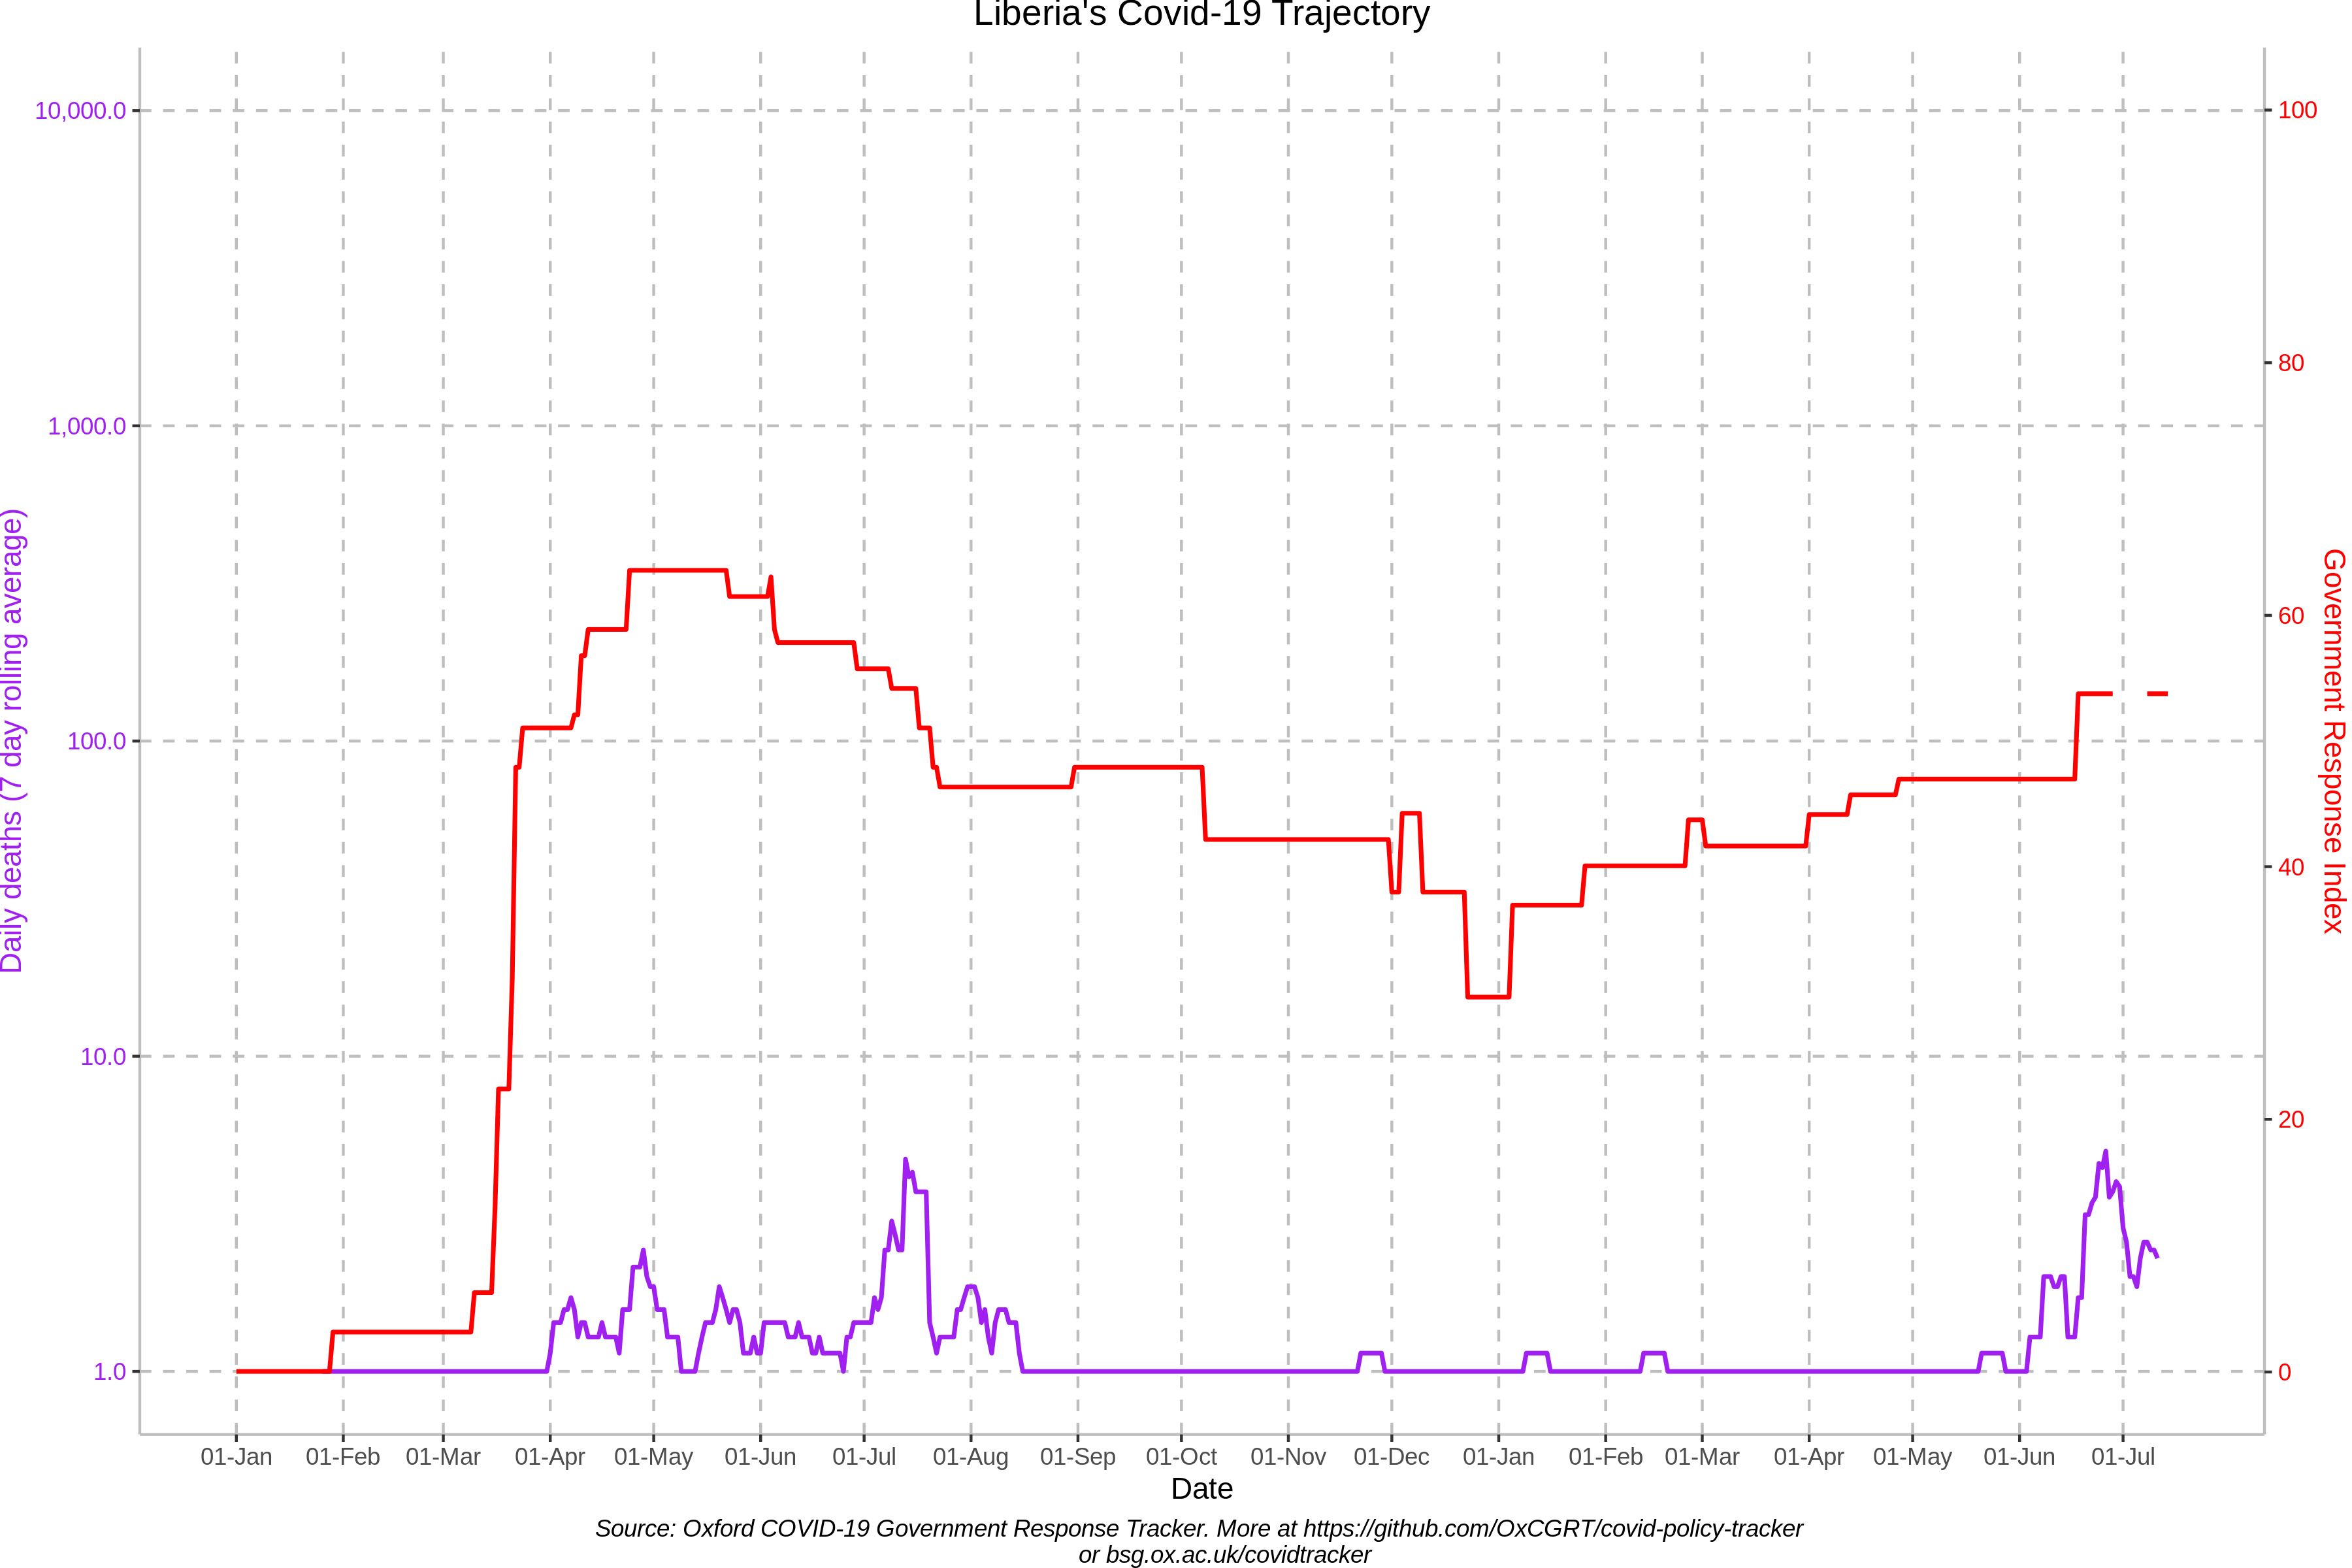 Liberia's Covid-19 Trajectory
10,000.0
1,000.0
100.0
10.0
1.0
Daily deaths (7 day rolling average)
100
80
60
40
20
0
Government Response Index
01-Jan 01-Feb 01-Mar 01-Apr 01-May 01-Jun 01-Jul 01-Aug 01-Sep 01-Oct 01-Nov 01-Dec 01-Jan 01-Feb 01-Mar 01-Apr 01-May 01-Jun 01-Jul
Date
Source: Oxford COVID-19 Government Response Tracker. More at https://github.com/OxCGRT/covid-policy-tracker
or bsg.ox.ac.uk/covidtracker